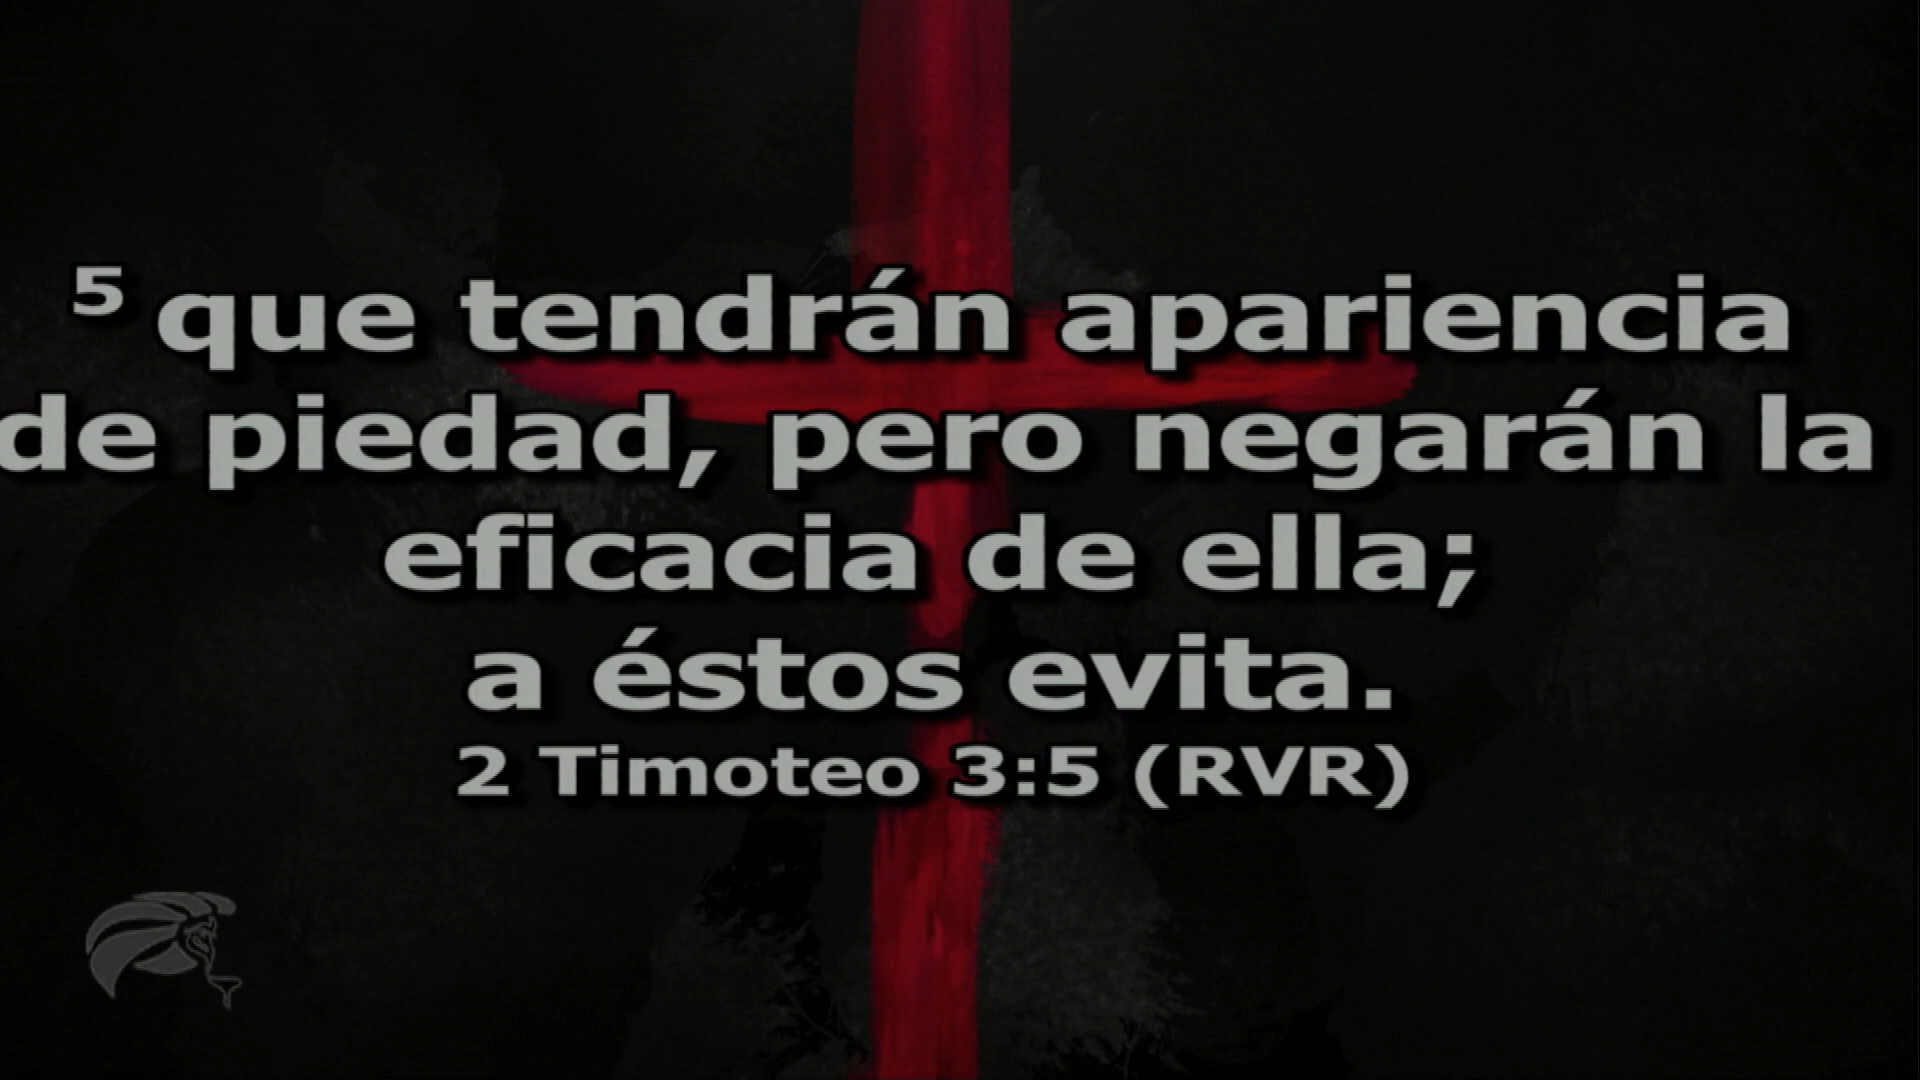 5 que tendrán apariencia
de piedad, pero negarán la
eficacia de ella;
a éstos evita.
2 Timoteo 3:5 (RVR)